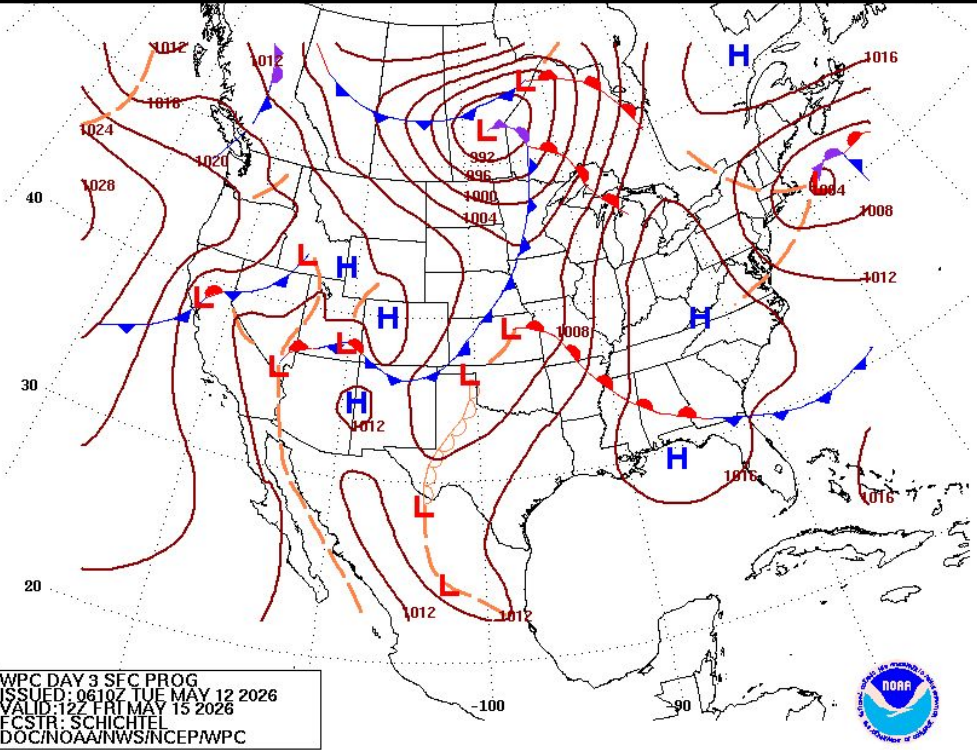 1012
1012
1016
H
L
1016
1024
L
992
996
1000
1004
1020
1028
1004
1008
40
L
H
1012
L
H
H
L
1008
L
L
L
30
H
1012
H
1016
1016
L
L
20
1012
1012
WPC DAY 3 SFC PROG
ISSUED: 0610Z TUE MAY 12 2026
VALID:12Z FRI MAY 15 2026
FCSTR: SCHICHTEL
DOC/NOAA/NWS/NCEP/WPC
-100
-90
NOAA